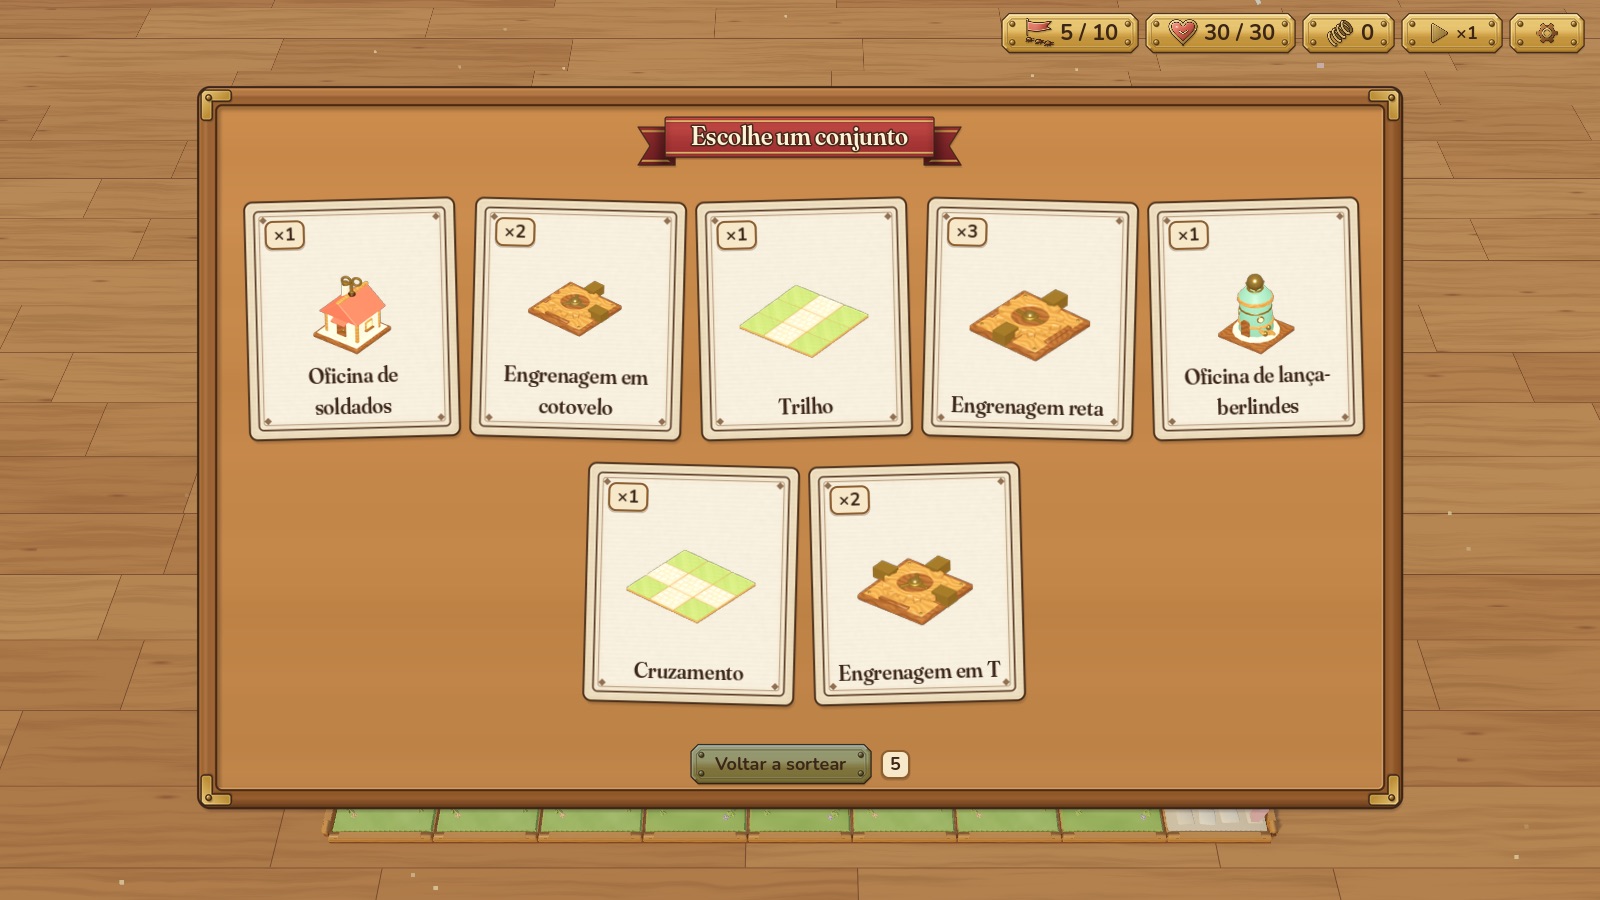 5 / 10
30 / 30
0
×1
Escolhe um conjunto
×1
Oficina de
soldados
×2
Engrenagem em
cotovelo
×1
Trilho
×3
Engrenagem reta
×1
Oficina de lança-
berlindes
×1
Cruzamento
×2
Engrenagem em T
Voltar a sortear
5